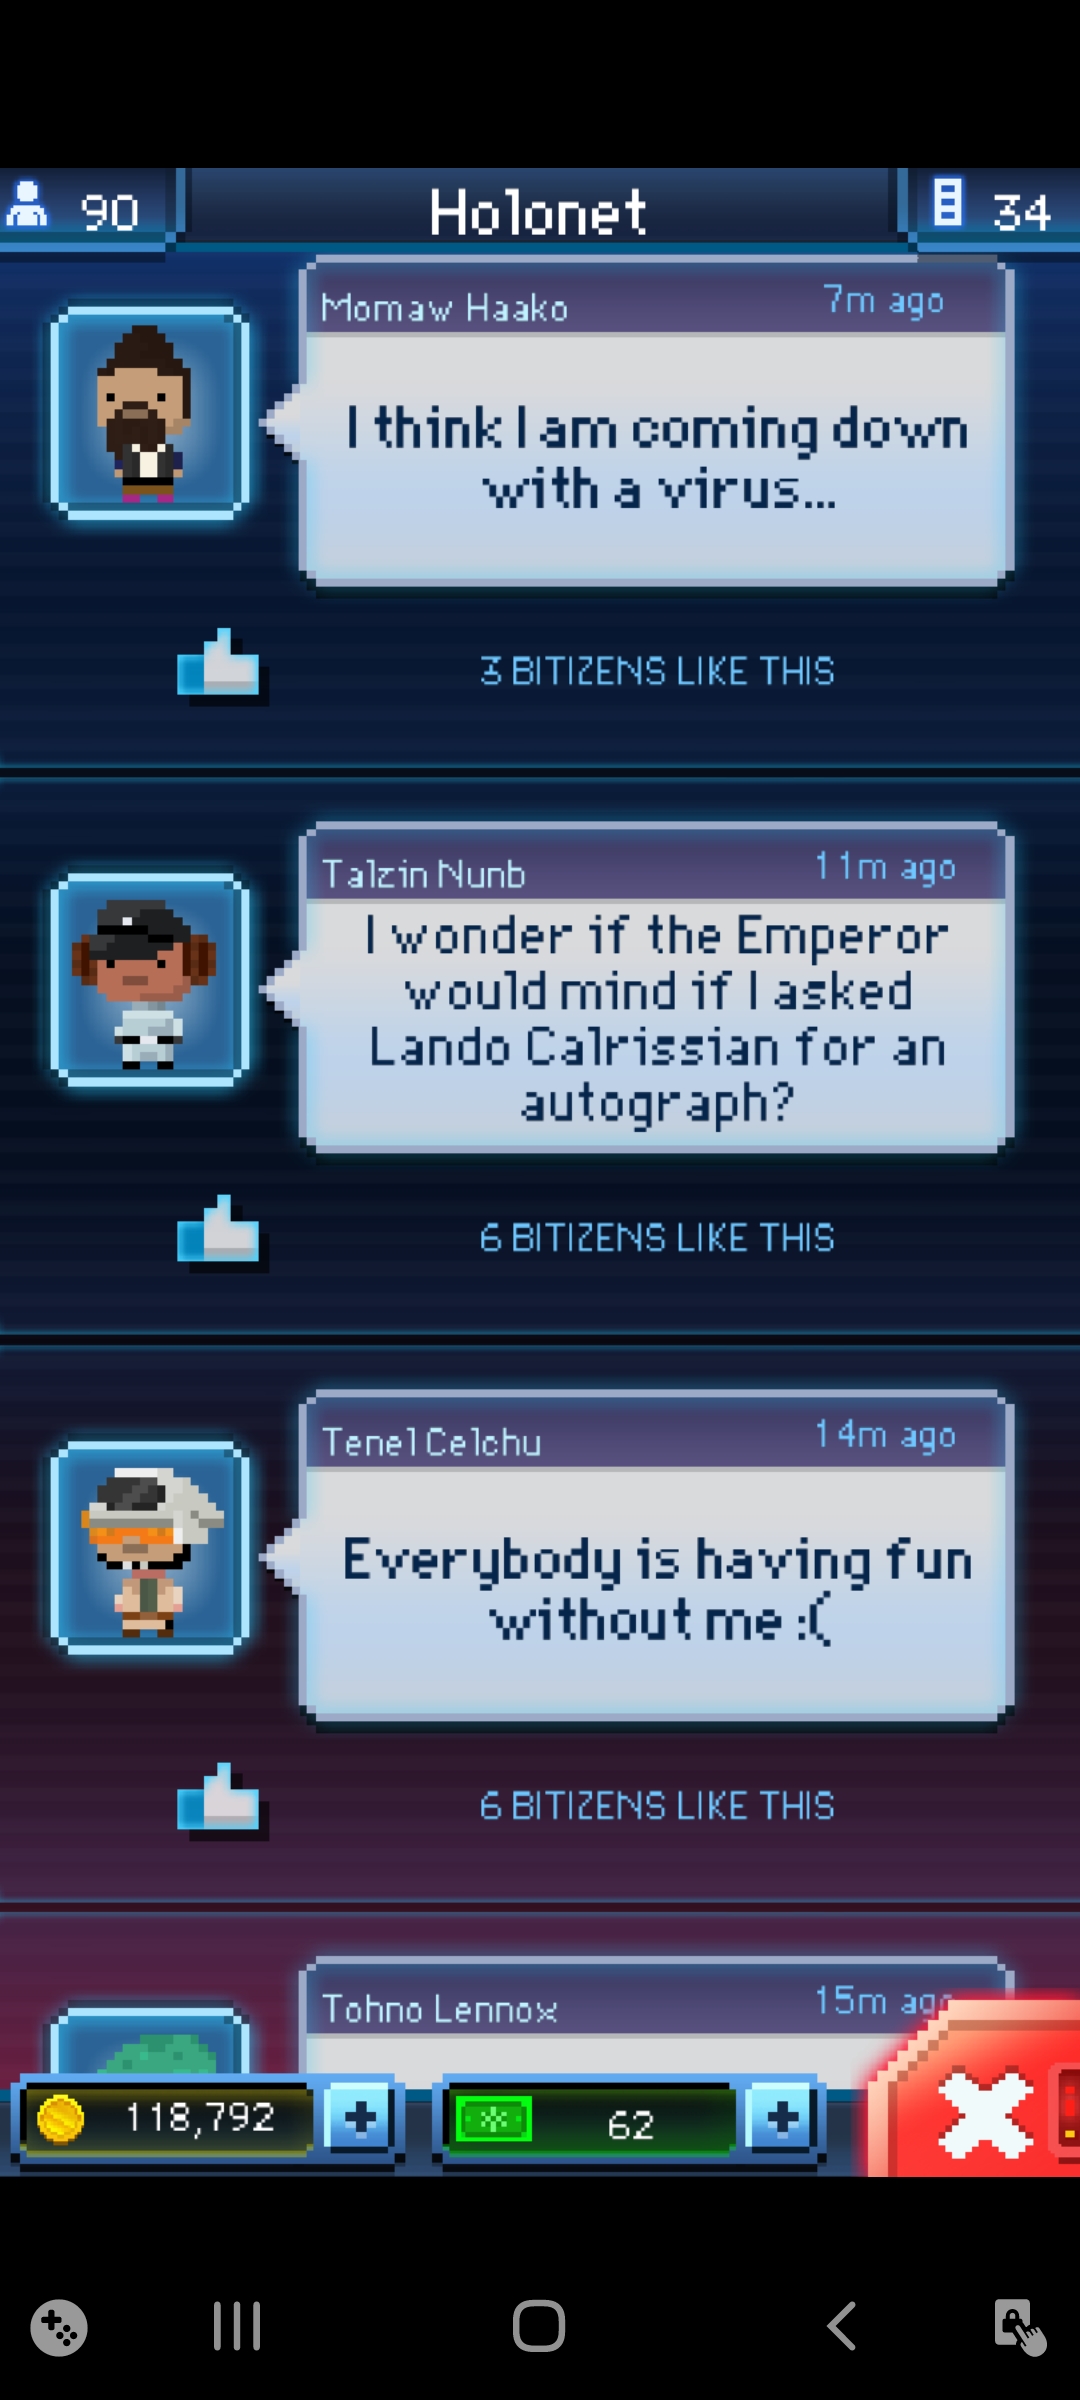 90
Holonet
34
Momaw Haako
7m ago
I think I am coming down
with a virus...
3 BITIZENS LIKE THIS
Talzin Nunb
11m ago
I wonder if the Emperor
would mind if I asked
Lando Calrissian for an
autograph?
6 BITIZENS LIKE THIS
Tenel Celchu
14m ago
Everybody is having fun
without me :(
6 BITIZENS LIKE THIS
Tohno Lennox
15m ago
118,792
62